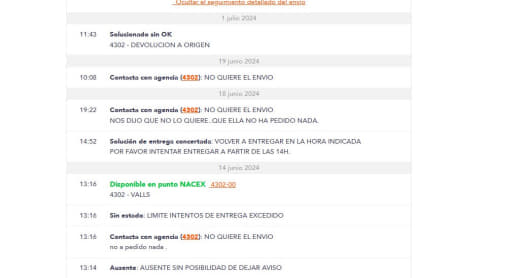 Ocultar el seguimiento detallado del envío
1 julio 2024
11:43 Solucionado sin OK
4302 - DEVOLUCION A ORIGEN
19 junio 2024
10:08 Contacto con agencia (4302): NO QUIERE EL ENVIO
18 junio 2024
19:22 Contacto con agencia (4302): NO QUIERE EL ENVIO
NOS DIJO QUE NO LO QUIERE..QUE ELLA NO HA PEDIDO NADA.
14:52 Solución de entrega concertada: VOLVER A ENTREGAR EN LA HORA INDICADA
POR FAVOR INTENTAR ENTREGAR A PARTIR DE LAS 14H.
14 junio 2024
13:16 Disponible en punto NACEX 4302-00
4302 - VALLS
13:16 Sin estado: LIMITE INTENTOS DE ENTREGA EXCEDIDO
13:16 Contacto con agencia (4302): NO QUIERE EL ENVIO
no a pedido nada .
13:14 Ausente: AUSENTE SIN POSIBILIDAD DE DEJAR AVISO